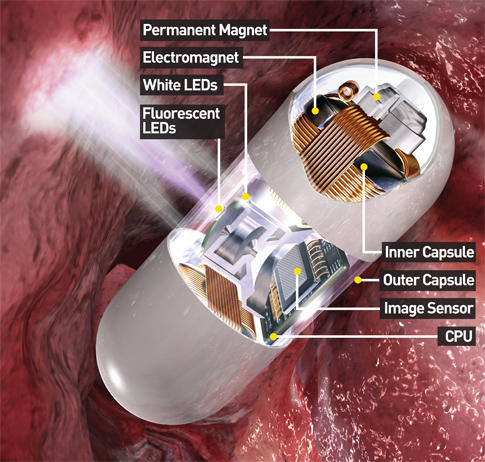 Permanent Magnet
Electromagnet
White LEDs
Fluorescent
LEDs
Inner Capsule
Outer Capsule
Image Sensor
CPU